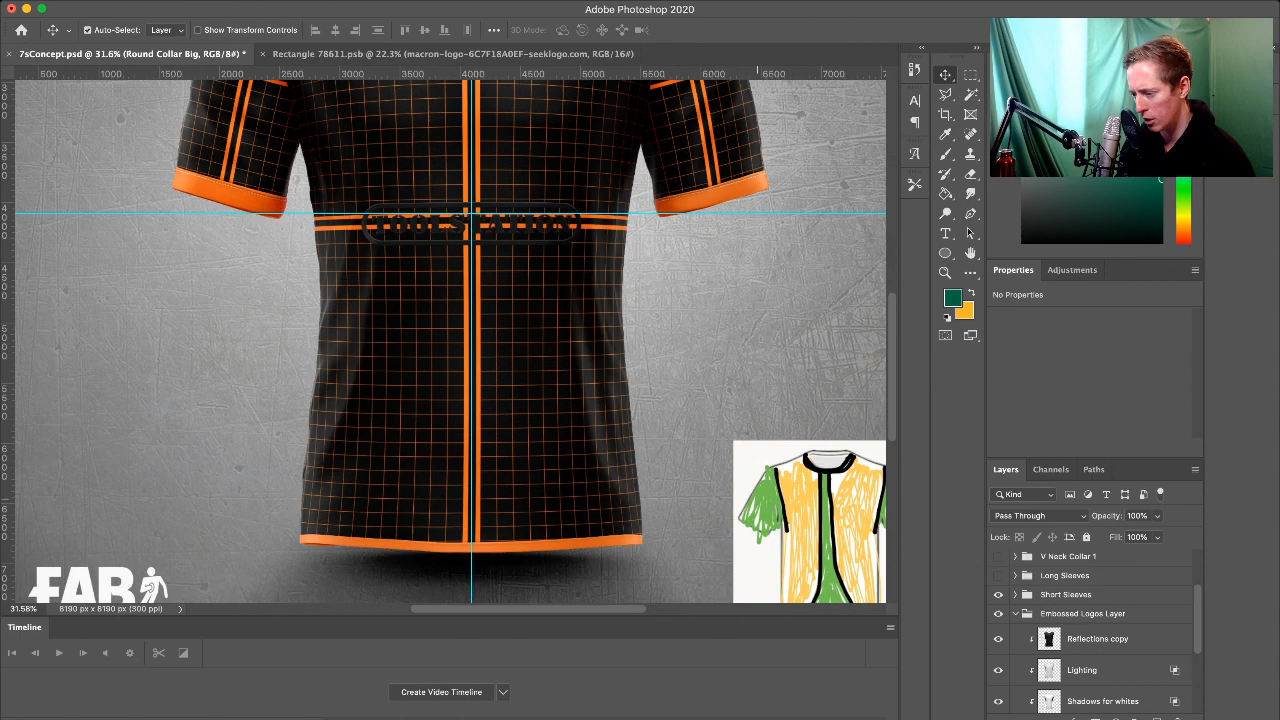 Adobe Photoshop 2020
Auto-Select: Layer Show Transform Controls 3D Mode:
7sConcept.psd @ 31.6% (Round Collar Big, RGB/8#) * Rectangle 78611.psb @ 22.3% (macron-logo-6C7F18A0EF-seeklogo.com, RGB/16#)
500 1000 1500 2000 2500 3000 3500 4000 4500 5000 5500 6000 6500 7000
TOOLSTATION
FAB
31.58% 8190 px x 8190 px (300 ppi)
Timeline
Create Video Timeline
Properties Adjustments
No Properties
Layers Channels Paths
Kind
Pass Through Opacity: 100%
Lock: Fill: 100%
V Neck Collar 1
Long Sleeves
Short Sleeves
Embossed Logos Layer
Reflections copy
Lighting
Shadows for whites